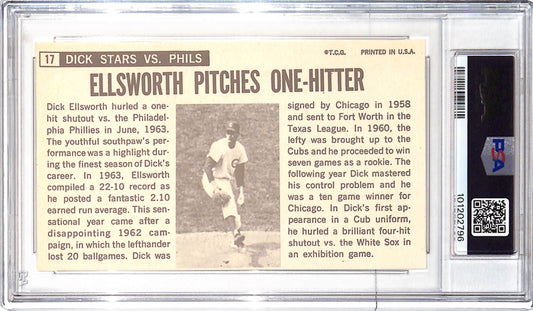 17 DICK STARS VS. PHILS
©T.C.G. PRINTED IN U.S.A.
ELLSWORTH PITCHES ONE-HITTER
Dick Ellsworth hurled a one-
hit shutout vs. the Philadel-
phia Phillies in June, 1963.
The youthful southpaw's per-
formance was a highlight during
the finest season of Dick's
career. In 1963, Ellsworth
compiled a 22-10 record as
he posted a fantastic 2.10
earned run average. This sen-
sational year came after a
disappointing 1962 cam-
paign, in which the lefthander
lost 20 ballgames. Dick was
signed by Chicago in 1958
and sent to Fort Worth in the
Texas League. In 1960, the
lefty was brought up to the
Cubs and he proceeded to win
seven games as a rookie. The
following year Dick mastered
his control problem and he
was a ten game winner for
Chicago. In Dick's first ap-
pearance in a Cub uniform,
he hurled a brilliant four-hit
shutout vs. the White Sox in
an exhibition game.
PSA
101202796